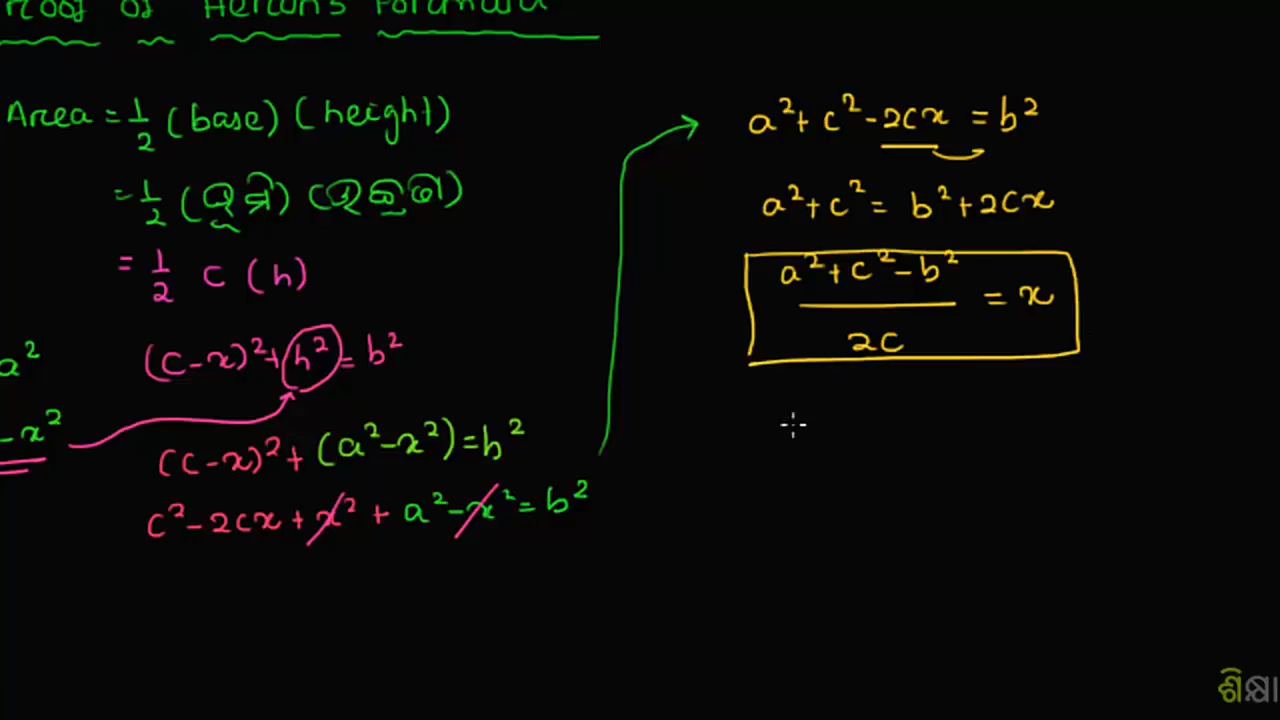 Proof of Heron's Formula
Area = 1/2 (base) (height)
= 1/2 (ଭୂମି) (ଉଚ୍ଚତା)
= 1/2 c (h)
a²
(c-x)² + h² = b²
-x²
(c-x)² + (a²-x²) = b²
c² - 2cx + x² + a² - x² = b²
a² + c² - 2cx = b²
a² + c² = b² + 2cx
a² + c² - b²
= x
2c
ଶିକ୍ଷା